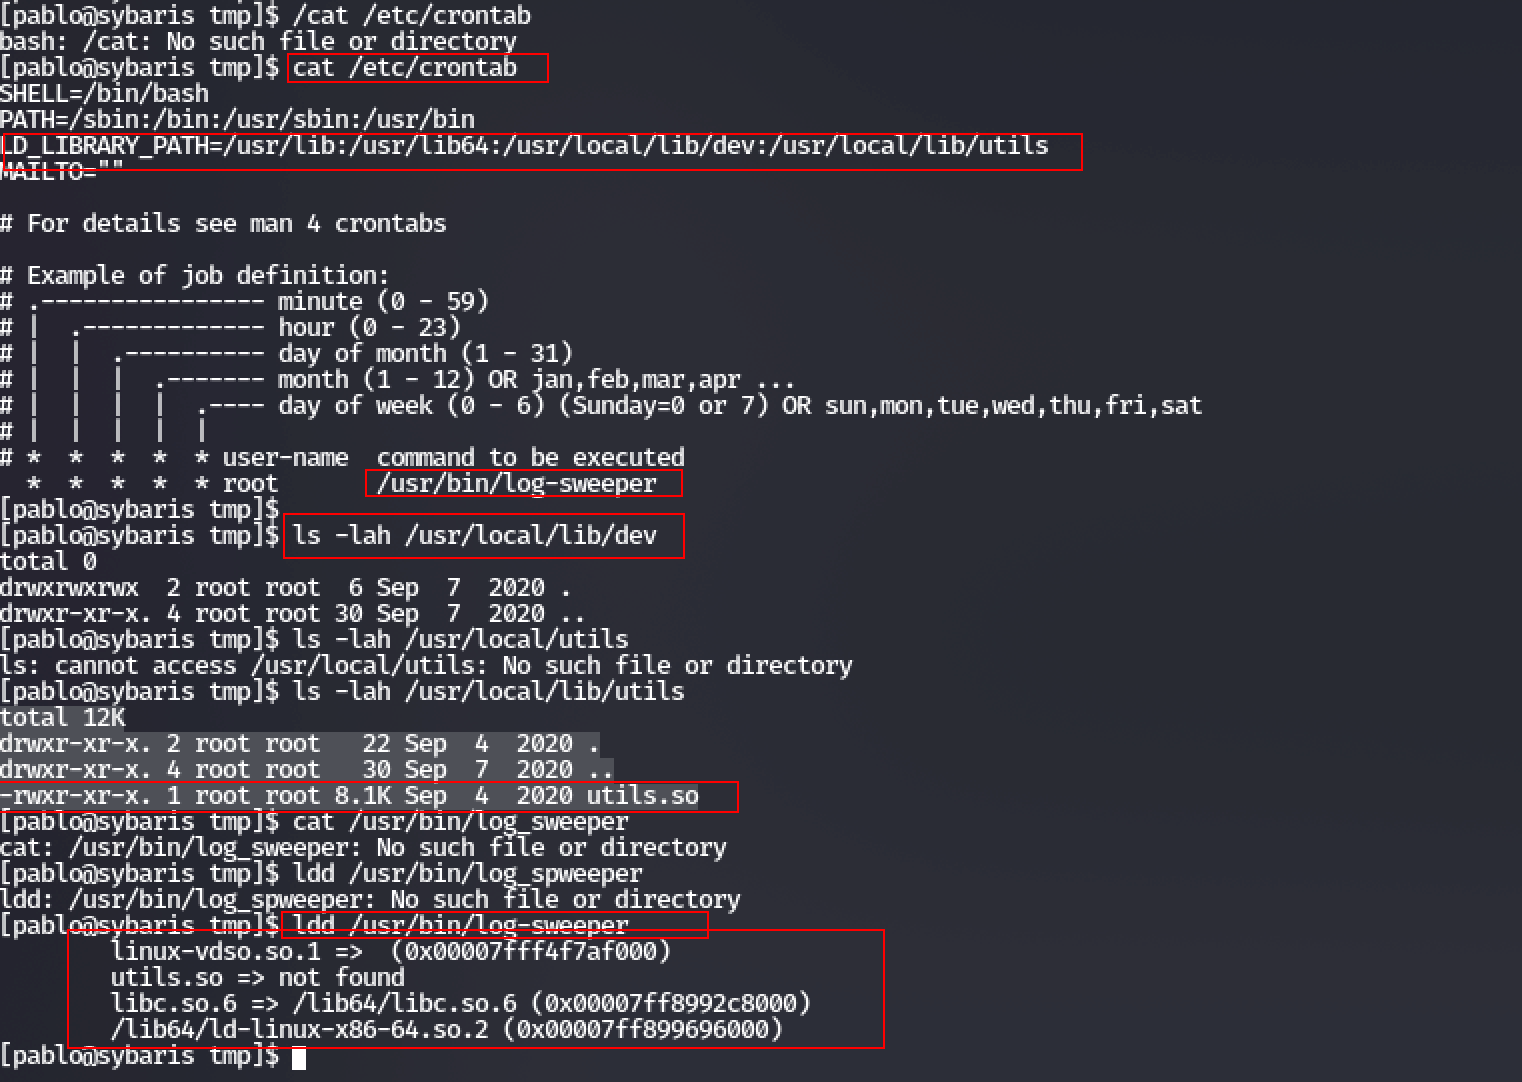 [pablo@sybaris tmp]$ /cat /etc/crontab
bash: /cat: No such file or directory
[pablo@sybaris tmp]$ cat /etc/crontab
SHELL=/bin/bash
PATH=/sbin:/bin:/usr/sbin:/usr/bin
LD_LIBRARY_PATH=/usr/lib:/usr/lib64:/usr/local/lib/dev:/usr/local/lib/utils
MAILTO=""
# For details see man 4 crontabs
# Example of job definition:
# .---------------- minute (0 - 59)
# |  .------------- hour (0 - 23)
# |  |  .---------- day of month (1 - 31)
# |  |  |  .------- month (1 - 12) OR jan,feb,mar,apr ...
# |  |  |  |  .---- day of week (0 - 6) (Sunday=0 or 7) OR sun,mon,tue,wed,thu,fri,sat
# |  |  |  |  |
# *  *  *  *  * user-name  command to be executed
  *  *  *  *  * root       /usr/bin/log-sweeper
[pablo@sybaris tmp]$
[pablo@sybaris tmp]$ ls -lah /usr/local/lib/dev
total 0
drwxrwxrwx  2 root root  6 Sep  7  2020 .
drwxr-xr-x. 4 root root 30 Sep  7  2020 ..
[pablo@sybaris tmp]$ ls -lah /usr/local/utils
ls: cannot access /usr/local/utils: No such file or directory
[pablo@sybaris tmp]$ ls -lah /usr/local/lib/utils
total 12K
drwxr-xr-x. 2 root root   22 Sep  4  2020 .
drwxr-xr-x. 4 root root   30 Sep  7  2020 ..
-rwxr-xr-x. 1 root root 8.1K Sep  4  2020 utils.so
[pablo@sybaris tmp]$ cat /usr/bin/log_sweeper
cat: /usr/bin/log_sweeper: No such file or directory
[pablo@sybaris tmp]$ ldd /usr/bin/log_spweeper
ldd: /usr/bin/log_spweeper: No such file or directory
[pablo@sybaris tmp]$ ldd /usr/bin/log-sweeper
        linux-vdso.so.1 =>  (0x00007fff4f7af000)
        utils.so => not found
        libc.so.6 => /lib64/libc.so.6 (0x00007ff8992c8000)
        /lib64/ld-linux-x86-64.so.2 (0x00007ff899696000)
[pablo@sybaris tmp]$